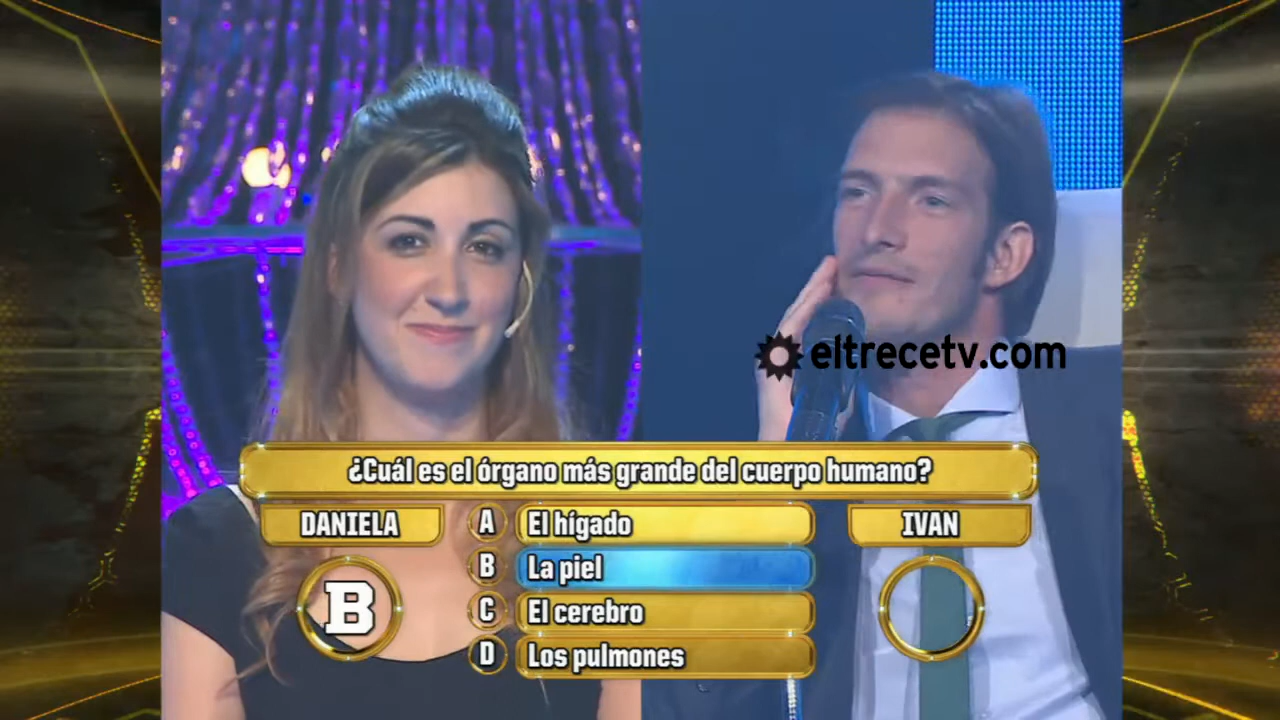 eltrecetv.com
¿Cuál es el órgano más grande del cuerpo humano?
DANIELA
A El hígado
IVAN
B La piel
B
C El cerebro
D Los pulmones